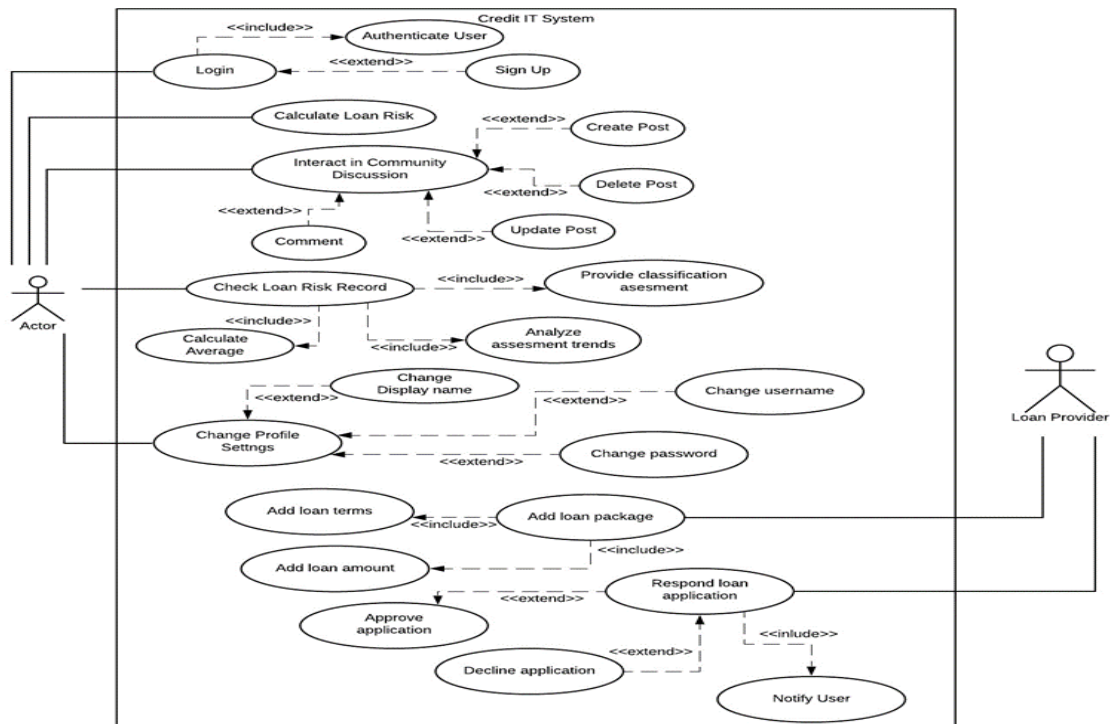 Credit IT System
<<include>>
Authenticate User
Login
<<extend>>
Sign Up
Calculate Loan Risk
<<extend>>
Create Post
Interact in Community
Discussion
<<extend>>
Delete Post
<<extend>>
Comment
<<extend>>
Update Post
Actor
Check Loan Risk Record
<<include>>
Provide classification
asesment
<<include>>
Calculate
Average
<<include>>
Analyze
assesment trends
Change
Display name
<<extend>>
Change username
<<extend>>
Loan Provider
Change Profile
Settngs
<<extend>>
Change password
Add loan terms
<<include>>
Add loan package
<<include>>
Add loan amount
Respond loan
application
<<extend>>
Approve
application
<<inlude>>
<<extend>>
Decline application
Notify User